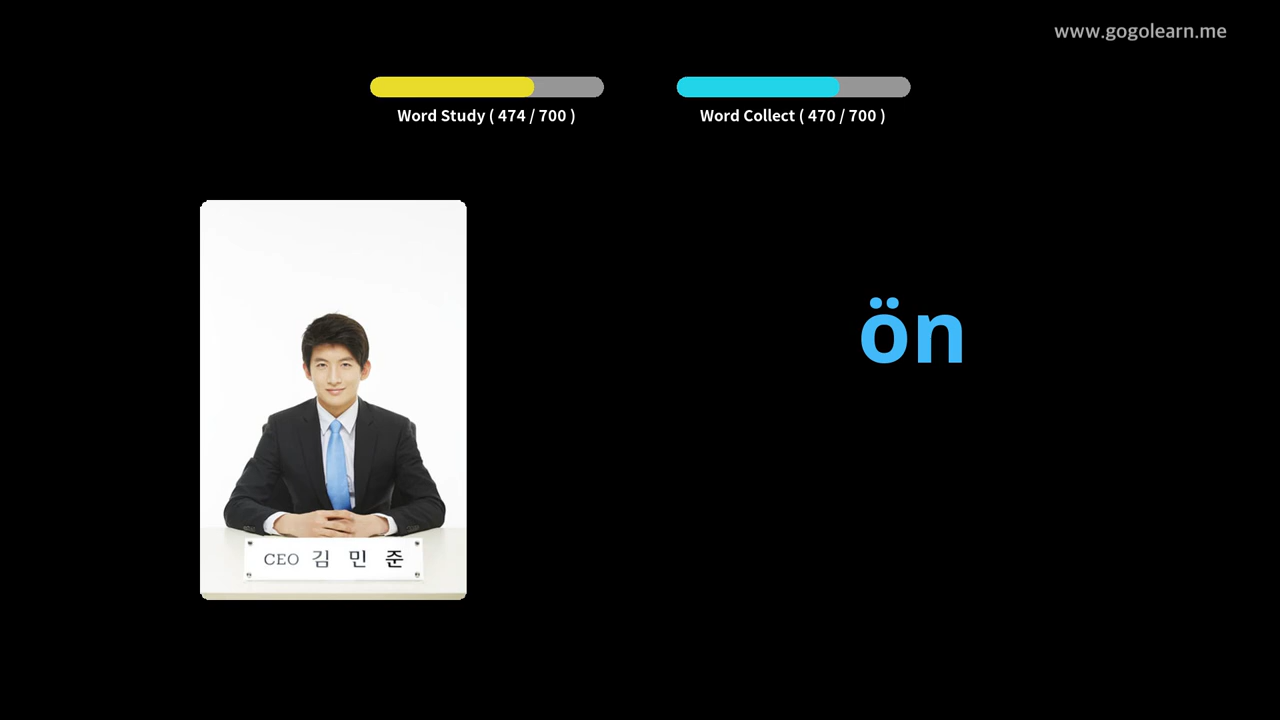 www.gogolearn.me
Word Study ( 474 / 700 )
Word Collect ( 470 / 700 )
ön
CEO 김 민 준